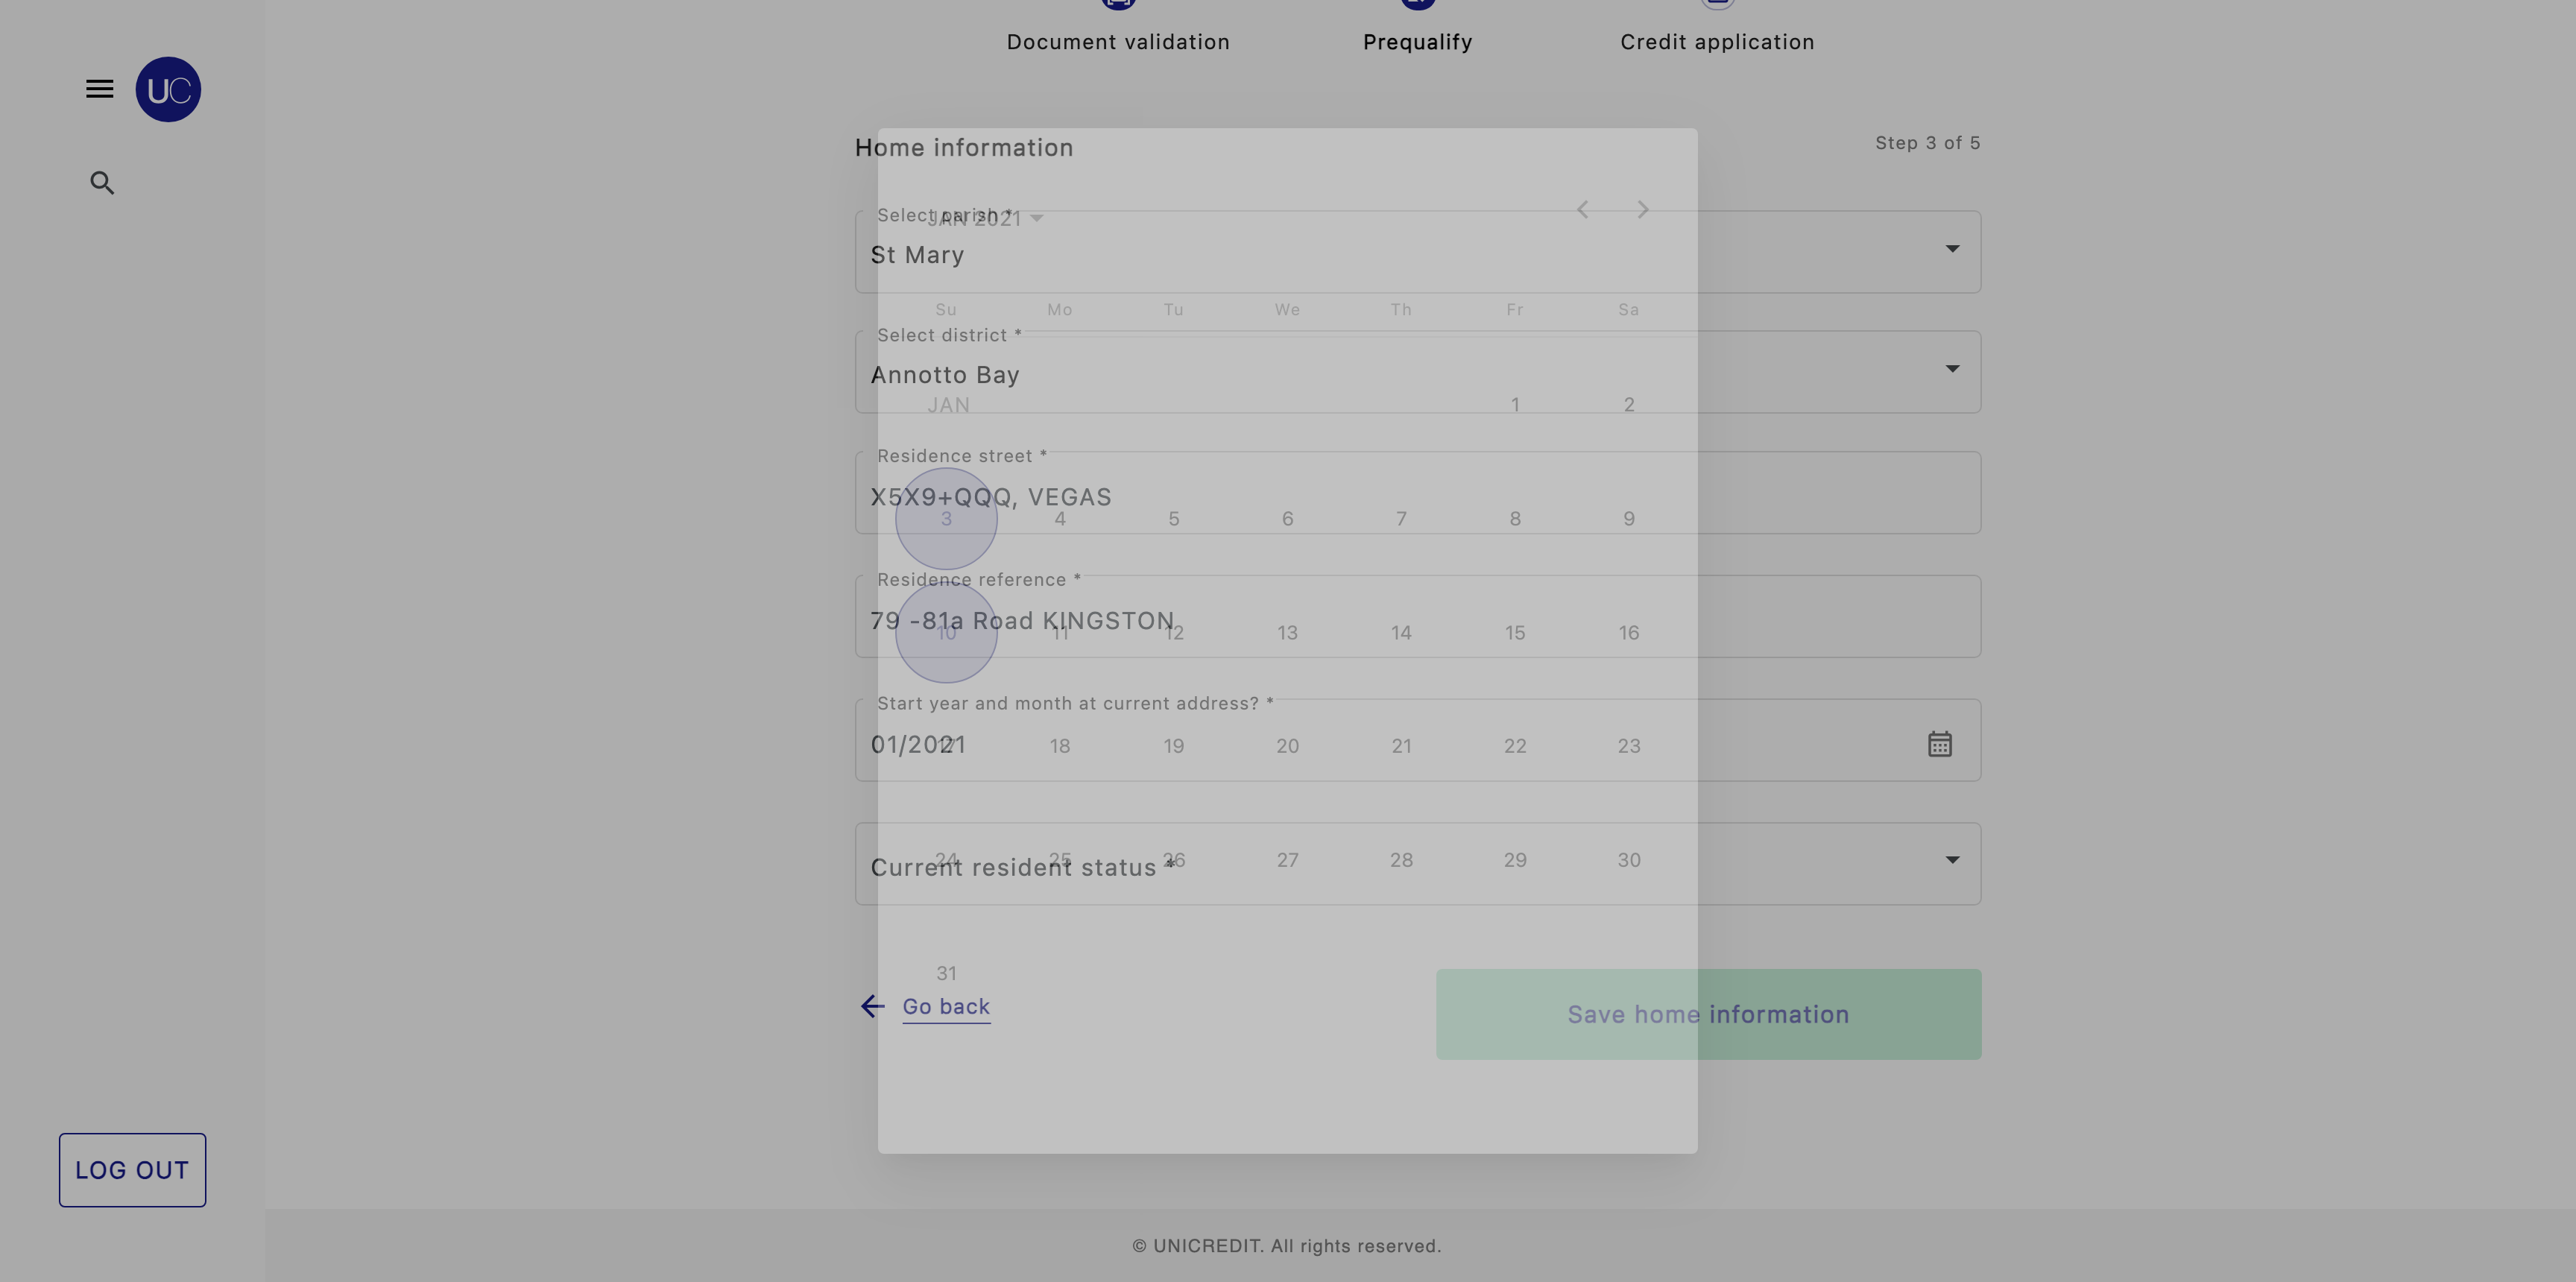 Document validation
Prequalify
Credit application
UC
Home information
Step 3 of 5
Select parish *
JAN 2021
St Mary
Su Mo Tu We Th Fr Sa
Select district *
Annotto Bay
JAN 1 2
Residence street *
X5X9+QQQ, VEGAS
3 4 5 6 7 8 9
Residence reference *
79 -81a Road KINGSTON
10 11 12 13 14 15 16
Start year and month at current address? *
01/2021
17 18 19 20 21 22 23
24 25 26 27 28 29 30
Current resident status *
31
Go back
Save home information
LOG OUT
© UNICREDIT. All rights reserved.